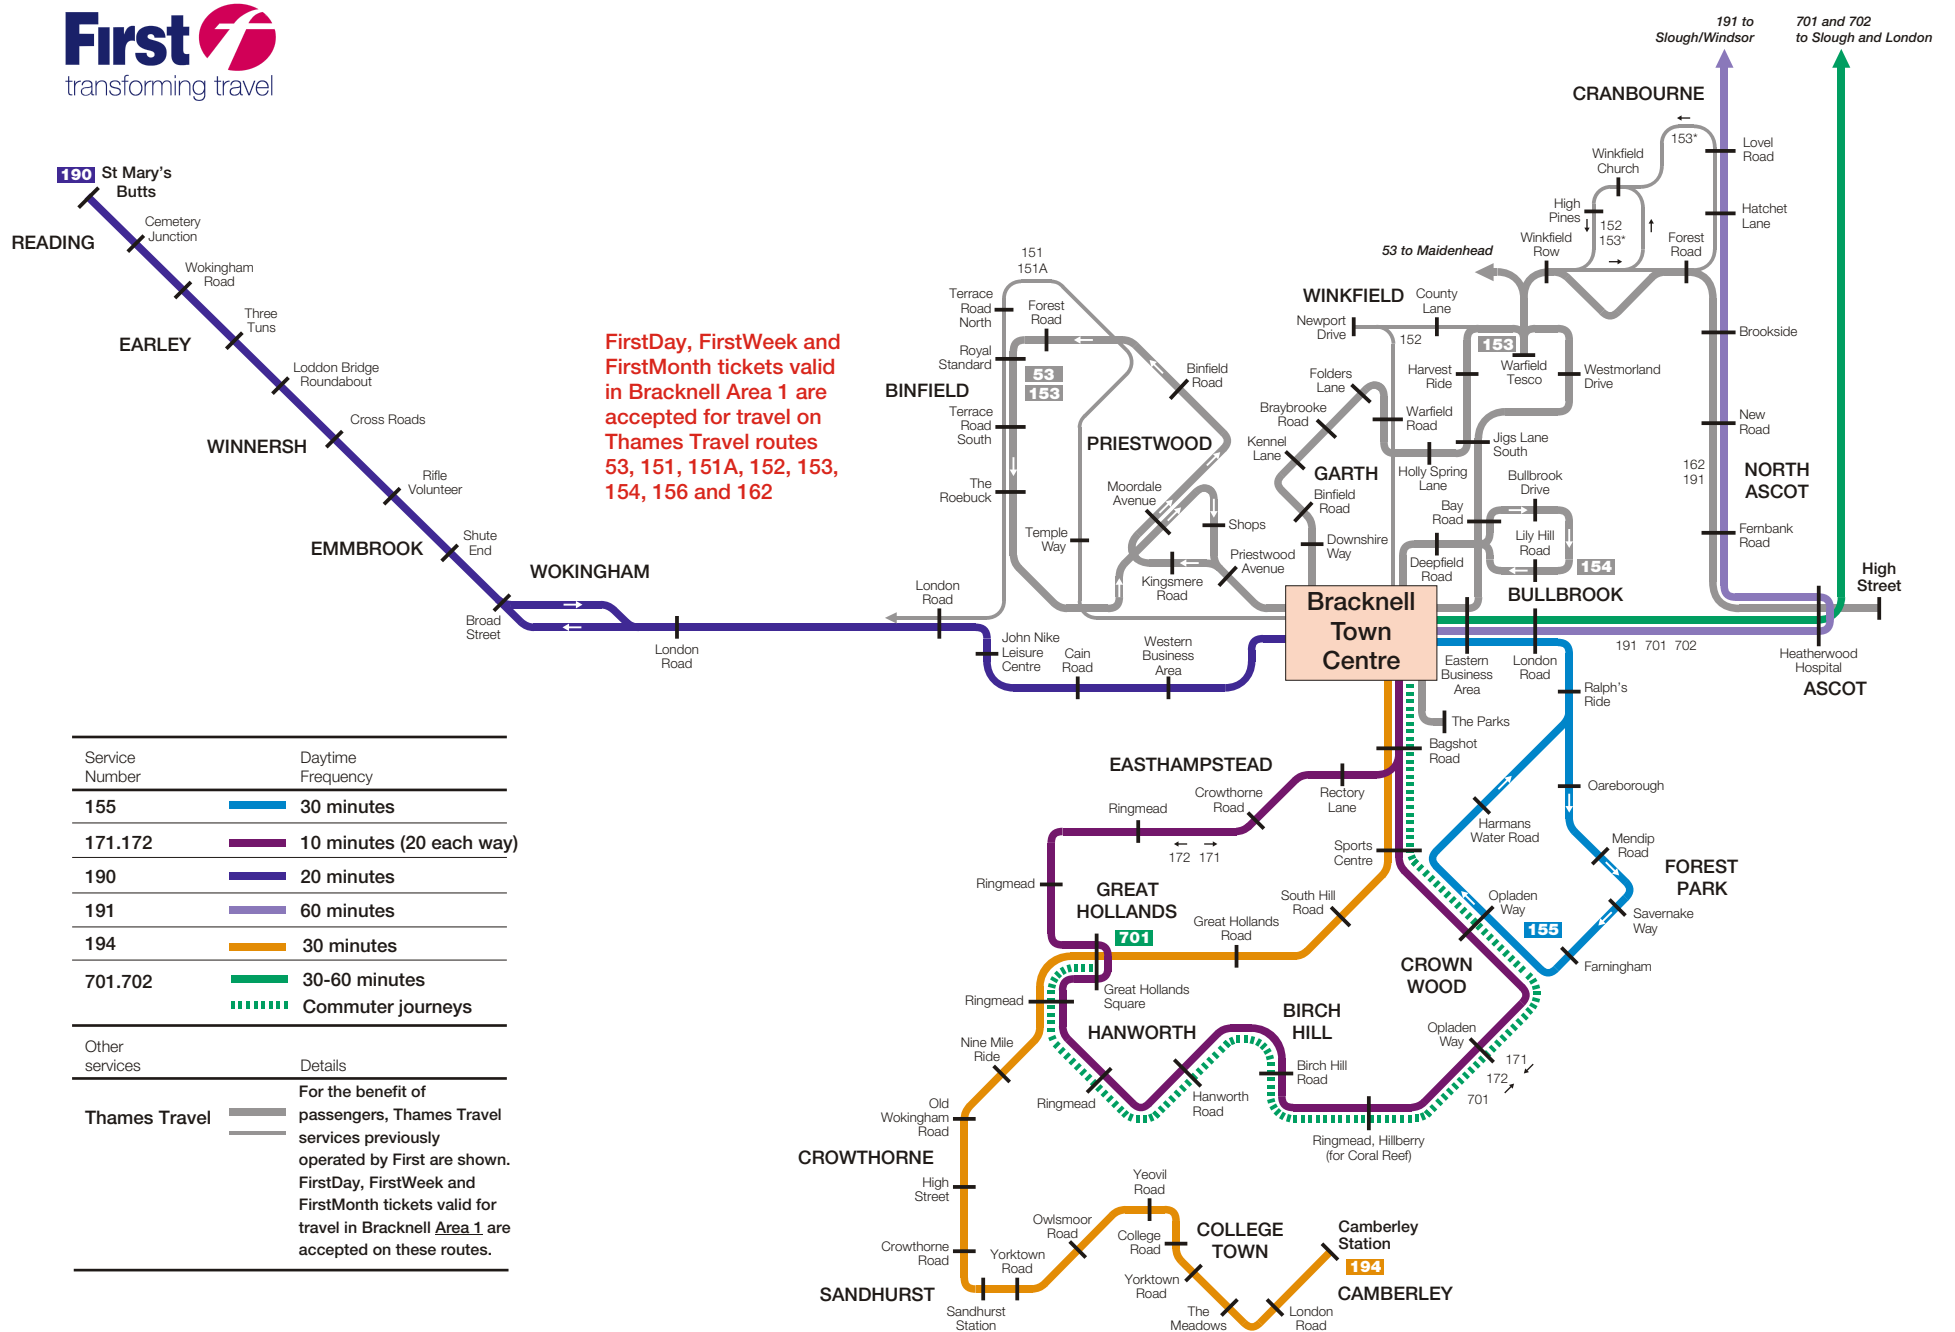 First
transforming travel
191 to
Slough/Windsor
701 and 702
to Slough and London
CRANBOURNE
153*
Lovel
Road
Winkfield
Church
High
Pines
152
153*
Hatchet
Lane
Winkfield
Row
Forest
Road
53 to Maidenhead
190
St Mary's
Butts
Cemetery
Junction
READING
Wokingham
Road
Three
Tuns
EARLEY
Loddon Bridge
Roundabout
Cross Roads
WINNERSH
Rifle
Volunteer
EMMBROOK
Shute
End
WOKINGHAM
Broad
Street
London
Road
London
Road
John Nike
Leisure
Centre
Cain
Road
Western
Business
Area
FirstDay, FirstWeek and
FirstMonth tickets valid
in Bracknell Area 1 are
accepted for travel on
Thames Travel routes
53, 151, 151A, 152, 153,
154, 156 and 162
151
151A
Terrace
Road
North
Forest
Road
Royal
Standard
53
153
BINFIELD
Terrace
Road
South
The
Roebuck
Binfield
Road
PRIESTWOOD
Moordale
Avenue
Shops
Temple
Way
Priestwood
Avenue
Kingsmere
Road
WINKFIELD
County
Lane
Newport
Drive
152
153
Warfield
Tesco
Westmorland
Drive
Harvest
Ride
Folders
Lane
Braybrooke
Road
Warfield
Road
Kennel
Lane
GARTH
Holly Spring
Lane
Jigs Lane
South
Binfield
Road
Bullbrook
Drive
Bay
Road
Lily Hill
Road
Downshire
Way
Deepfield
Road
154
BULLBROOK
Brookside
New
Road
162
191
NORTH
ASCOT
Fernbank
Road
High
Street
Bracknell
Town
Centre
191 701 702
Heatherwood
Hospital
ASCOT
Eastern
Business
Area
London
Road
Ralph's
Ride
The Parks
Bagshot
Road
EASTHAMPSTEAD
Crowthorne
Road
Rectory
Lane
Ringmead
172 171
Sports
Centre
Oareborough
Harmans
Water Road
Mendip
Road
FOREST
PARK
Ringmead
GREAT
HOLLANDS
701
South Hill
Road
Great Hollands
Road
Opladen
Way
155
Savernake
Way
Farningham
CROWN
WOOD
Ringmead
Great Hollands
Square
HANWORTH
BIRCH
HILL
Nine Mile
Ride
Ringmead
Hanworth
Road
Birch Hill
Road
Opladen
Way
171
172
701
Ringmead, Hillberry
(for Coral Reef)
Old
Wokingham
Road
CROWTHORNE
High
Street
Crowthorne
Road
SANDHURST
Sandhurst
Station
Yorktown
Road
Owlsmoor
Road
Yeovil
Road
College
Road
COLLEGE
TOWN
Yorktown
Road
The
Meadows
London
Road
Camberley
Station
194
CAMBERLEY
Service
Number
Daytime
Frequency
155
30 minutes
171.172
10 minutes (20 each way)
190
20 minutes
191
60 minutes
194
30 minutes
701.702
30-60 minutes
Commuter journeys
Other
services
Details
Thames Travel
For the benefit of
passengers, Thames Travel
services previously
operated by First are shown.
FirstDay, FirstWeek and
FirstMonth tickets valid for
travel in Bracknell Area 1 are
accepted on these routes.